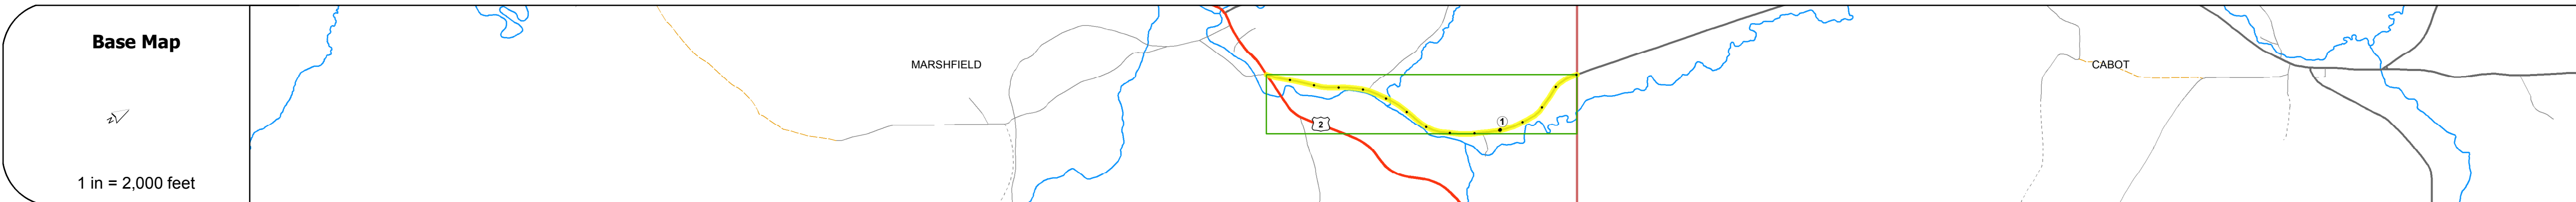 Base Map
N
1 in = 2,000 feet
MARSHFIELD
2
1
CABOT